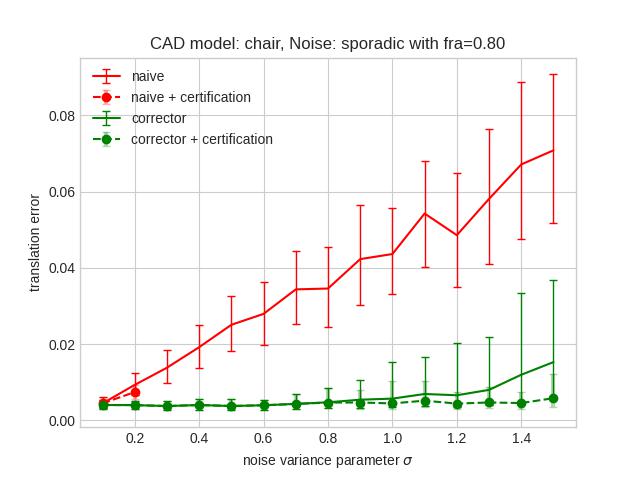 CAD model: chair, Noise: sporadic with fra=0.80
naive
naive + certification
corrector
corrector + certification
translation error
0.08
0.06
0.04
0.02
0.00
0.2 0.4 0.6 0.8 1.0 1.2 1.4
noise variance parameter σ